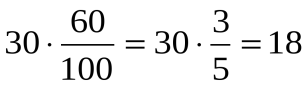 30 · 60/100 = 30 · 3/5 = 18